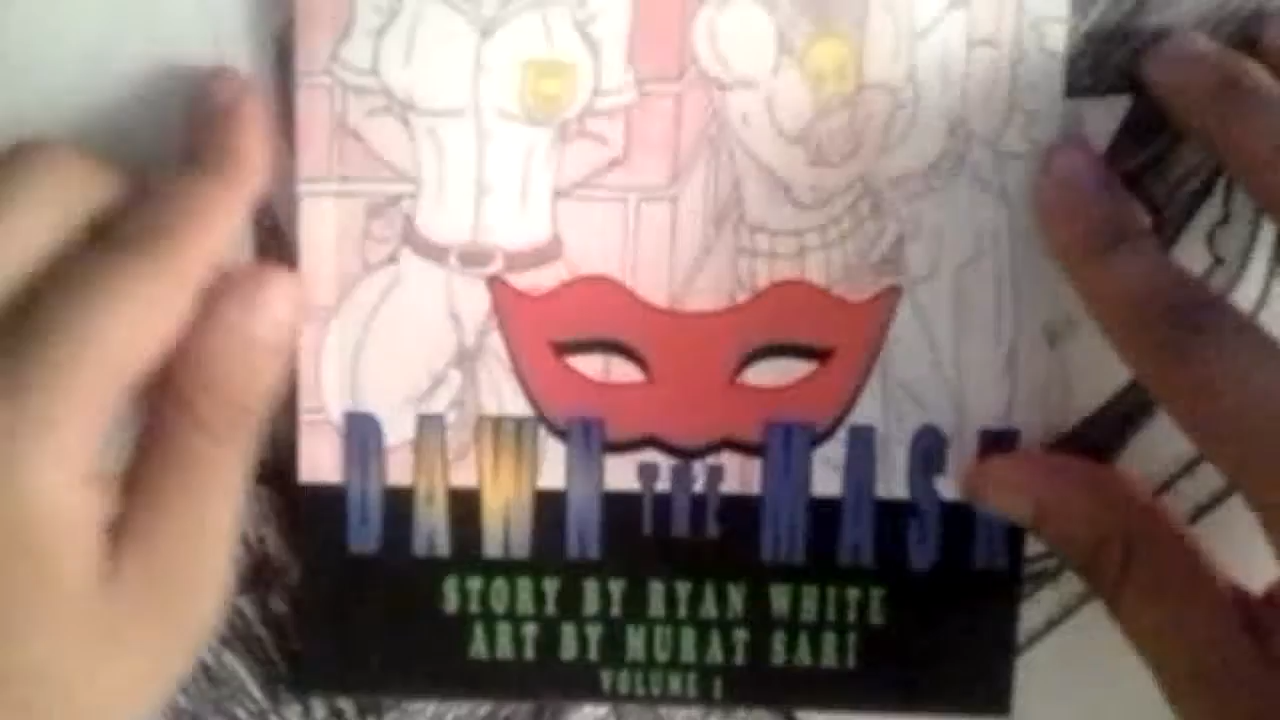 DAWN THE MASK
STORY BY RYAN WHITE
ART BY MURAT SARI
VOLUME 1